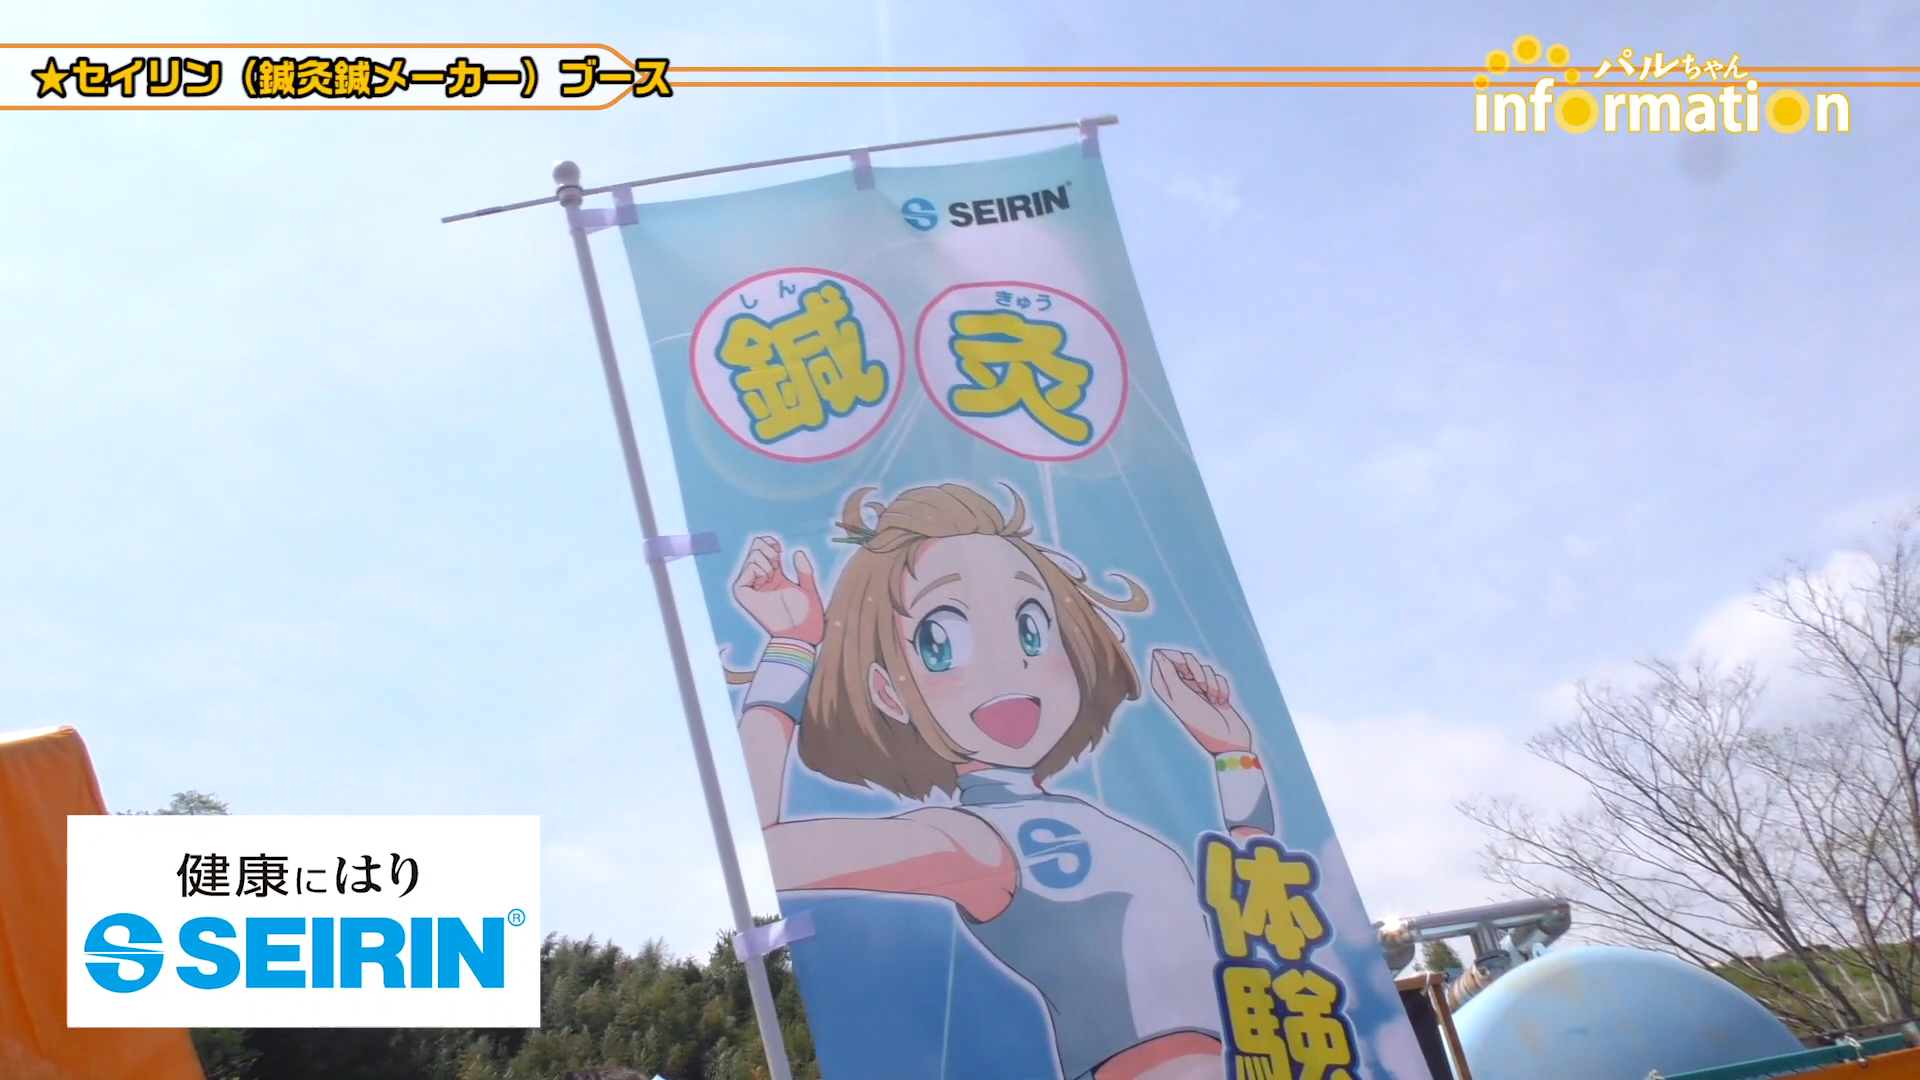 ★セイリン（鍼灸鍼メーカー）ブース
パルちゃん
information
SEIRIN
しん きゅう
鍼 灸
体験
健康にはり
SEIRIN®